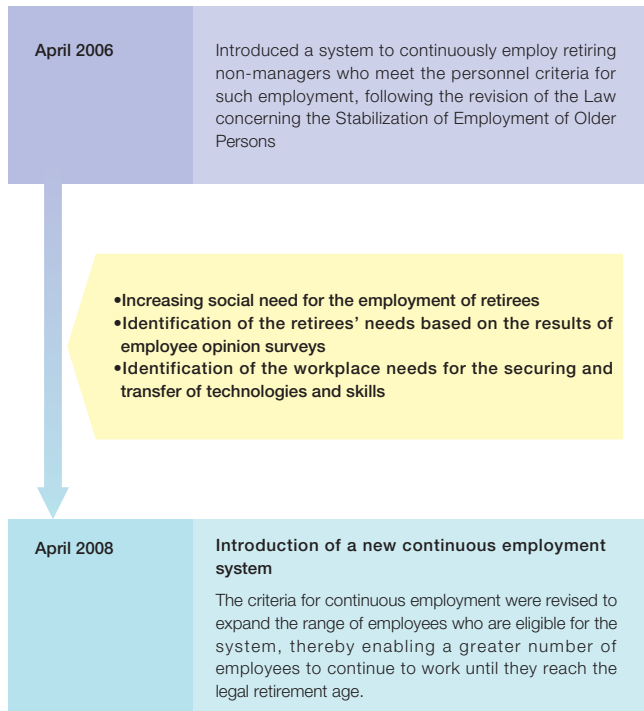 April 2006
Introduced a system to continuously employ retiring
non-managers who meet the personnel criteria for
such employment, following the revision of the Law
concerning the Stabilization of Employment of Older
Persons
•Increasing social need for the employment of retirees
•Identification of the retirees’ needs based on the results of
employee opinion surveys
•Identification of the workplace needs for the securing and
transfer of technologies and skills
April 2008
Introduction of a new continuous employment
system
The criteria for continuous employment were revised to
expand the range of employees who are eligible for the
system, thereby enabling a greater number of
employees to continue to work until they reach the
legal retirement age.